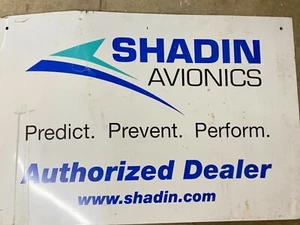 SHADIN
AVIONICS
Predict. Prevent. Perform.
Authorized Dealer
www.shadin.com